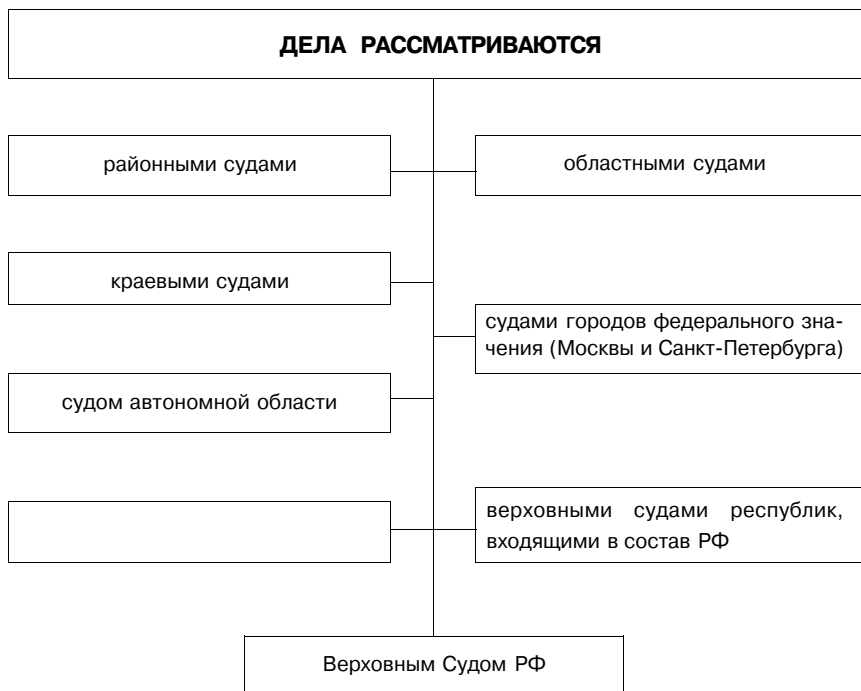 ДЕЛА РАССМАТРИВАЮТСЯ
районными судами
областными судами
краевыми судами
судами городов федерального зна-
чения (Москвы и Санкт-Петербурга)
судом автономной области
верховными судами республик,
входящими в состав РФ
Верховным Судом РФ